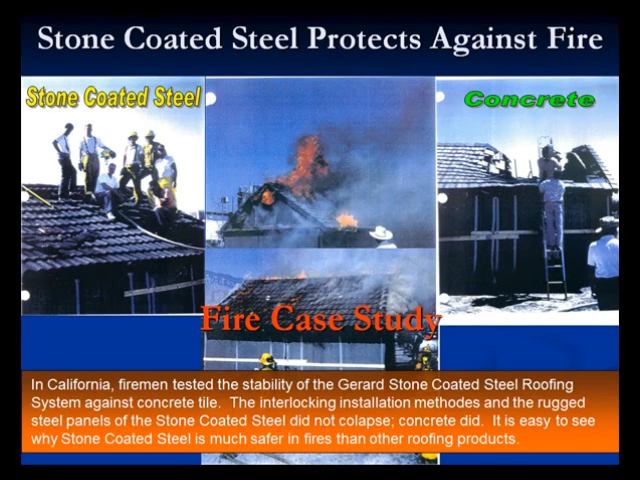 Stone Coated Steel Protects Against Fire
Stone Coated Steel
Concrete
Fire Case Study
In California, firemen tested the stability of the Gerard Stone Coated Steel Roofing
System against concrete tile.  The interlocking installation methodes and the rugged
steel panels of the Stone Coated Steel did not colapse; concrete did.  It is easy to see
why Stone Coated Steel is much safer in fires than other roofing products.